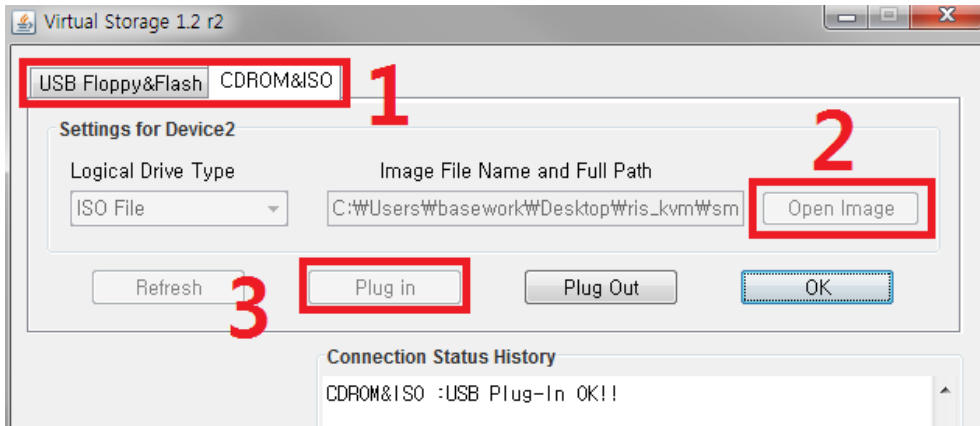 Virtual Storage 1.2 r2
USB Floppy&Flash CDROM&ISO 1
Settings for Device2 2
Logical Drive Type Image File Name and Full Path
ISO File C:₩Users₩basework₩Desktop₩ris_kvm₩sm Open Image
Refresh 3 Plug in Plug Out OK
Connection Status History
CDROM&ISO :USB Plug-In OK!!